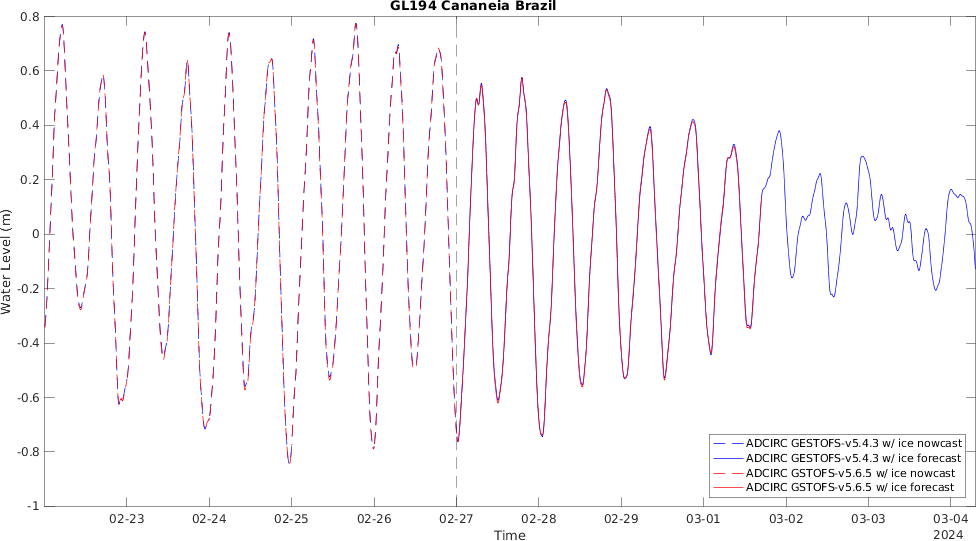 GL194 Cananeia Brazil
0.8
0.6
0.4
0.2
0
-0.2
-0.4
-0.6
-0.8
-1
Water Level (m)
ADCIRC GESTOFS-v5.4.3 w/ ice nowcast
ADCIRC GESTOFS-v5.4.3 w/ ice forecast
ADCIRC GSTOFS-v5.6.5 w/ ice nowcast
ADCIRC GSTOFS-v5.6.5 w/ ice forecast
02-23 02-24 02-25 02-26 02-27 02-28 02-29 03-01 03-02 03-03 03-04
Time 2024